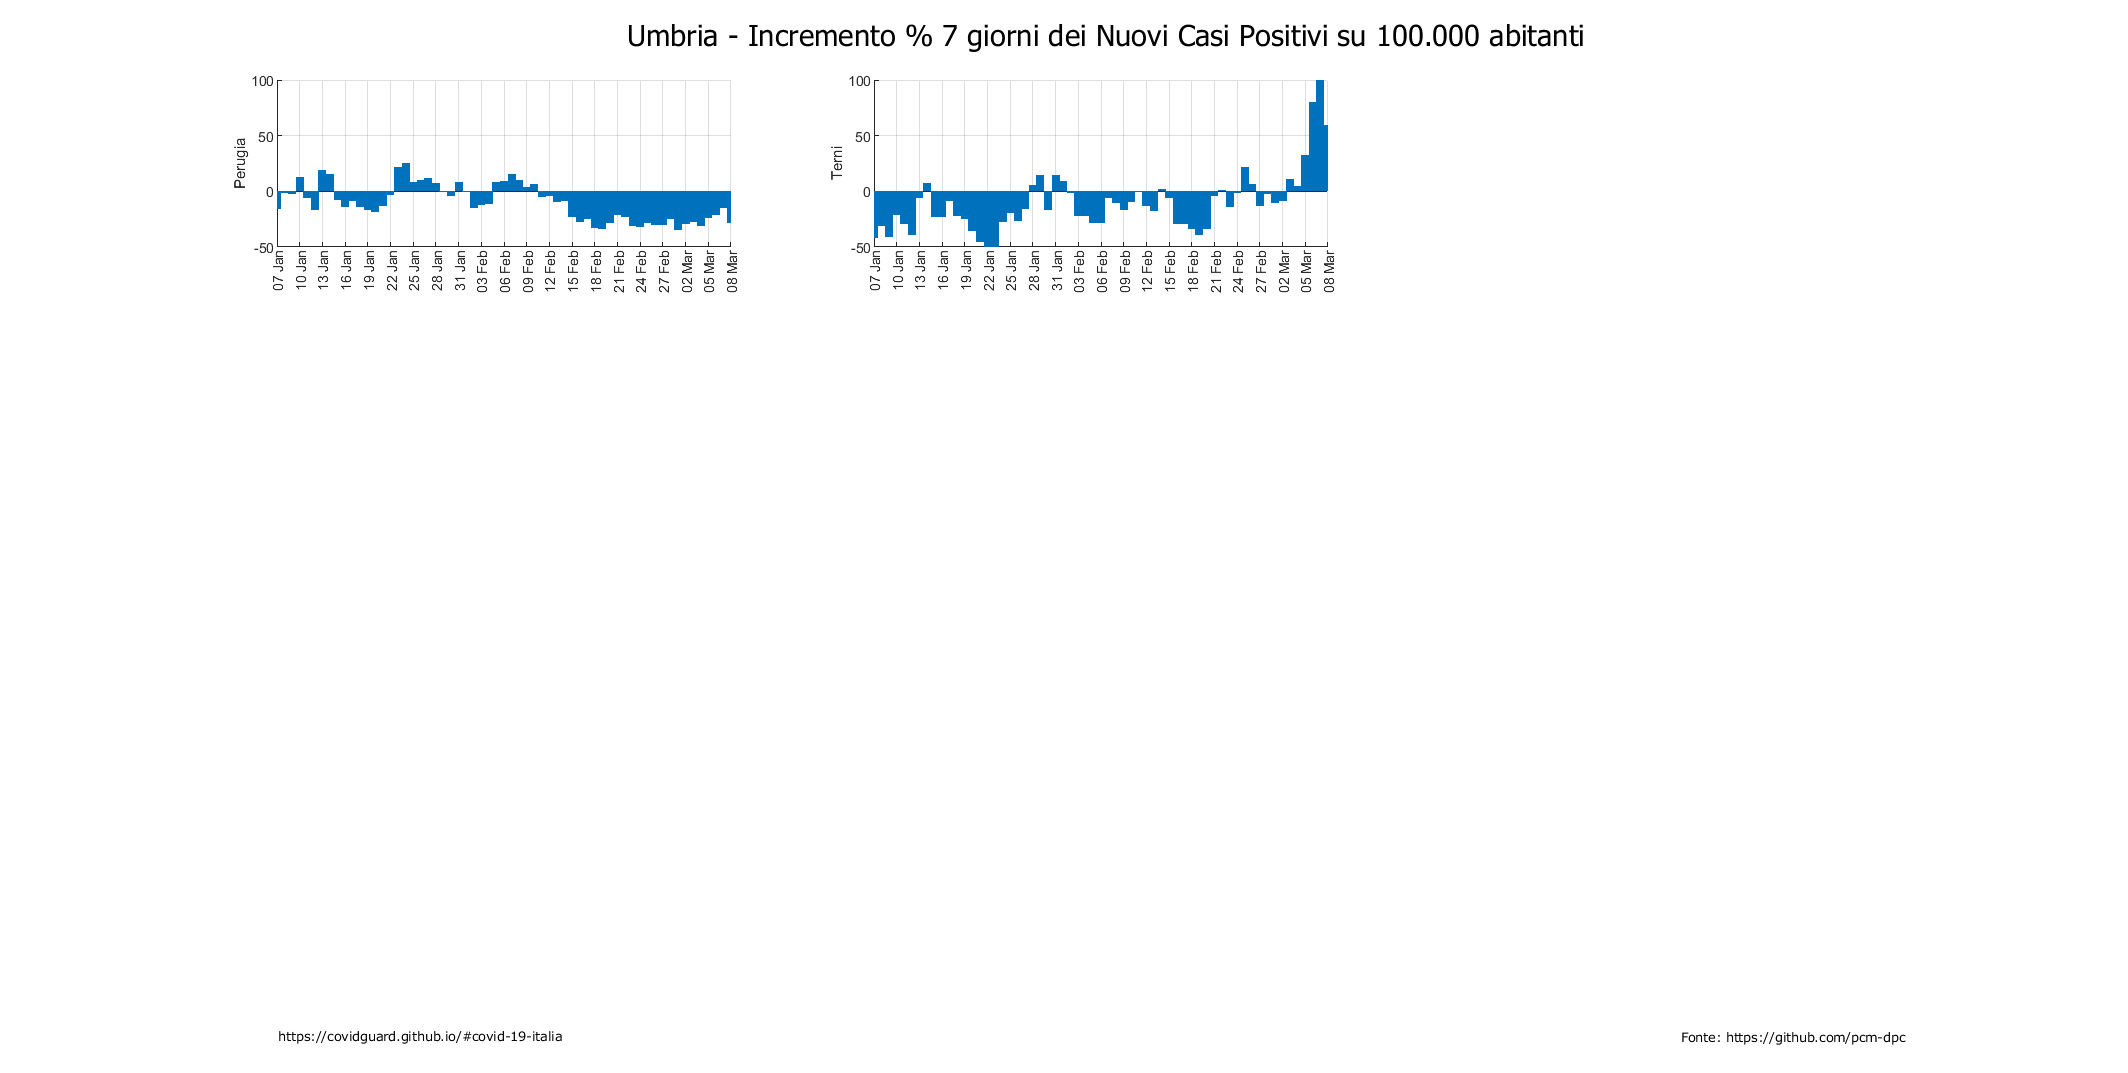 Umbria - Incremento % 7 giorni dei Nuovi Casi Positivi su 100.000 abitanti
Perugia
100
50
0
-50
07 Jan
10 Jan
13 Jan
16 Jan
19 Jan
22 Jan
25 Jan
28 Jan
31 Jan
03 Feb
06 Feb
09 Feb
12 Feb
15 Feb
18 Feb
21 Feb
24 Feb
27 Feb
02 Mar
05 Mar
08 Mar
Terni
100
50
0
-50
07 Jan
10 Jan
13 Jan
16 Jan
19 Jan
22 Jan
25 Jan
28 Jan
31 Jan
03 Feb
06 Feb
09 Feb
12 Feb
15 Feb
18 Feb
21 Feb
24 Feb
27 Feb
02 Mar
05 Mar
08 Mar
https://covidguard.github.io/#covid-19-italia
Fonte: https://github.com/pcm-dpc